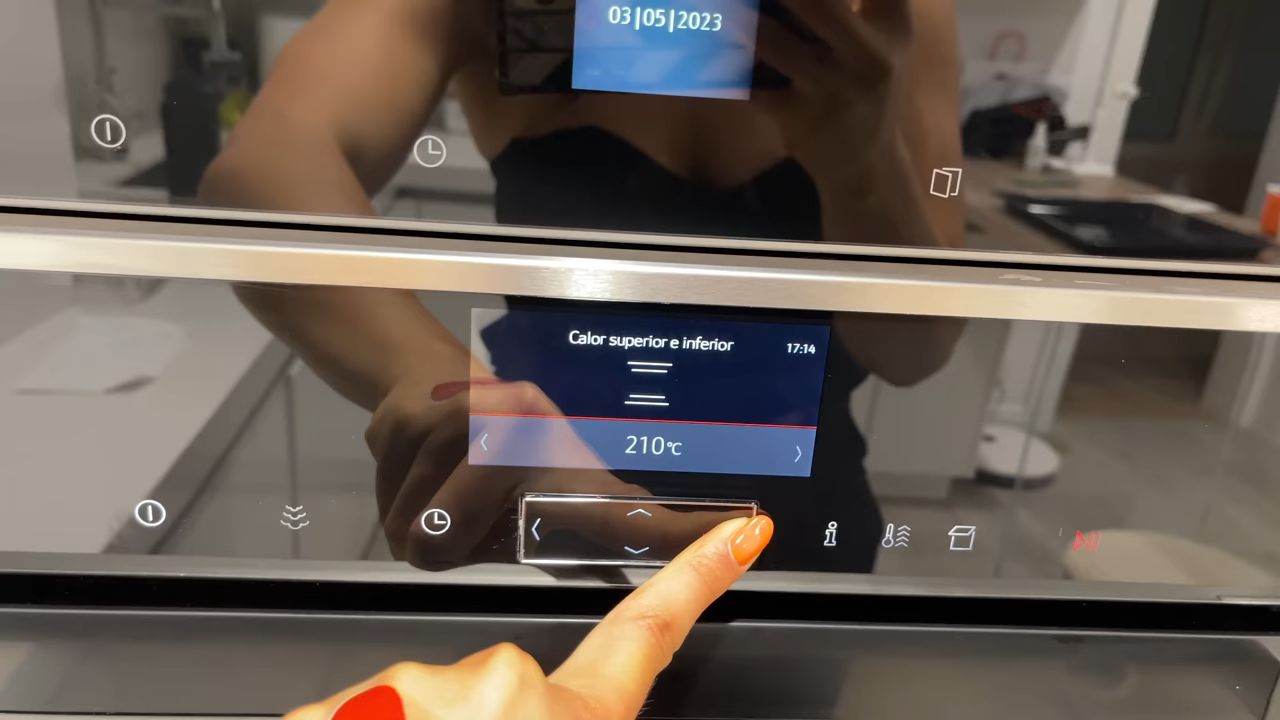 03|05|2023
Calor superior e inferior
17:14
210°C
i